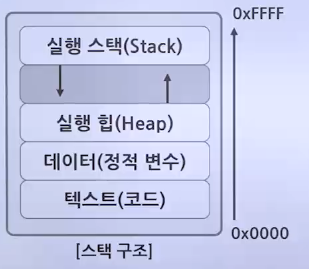 0xFFFF
실행 스택(Stack)
실행 힙(Heap)
데이터(정적 변수)
텍스트(코드)
0x0000
[스택 구조]